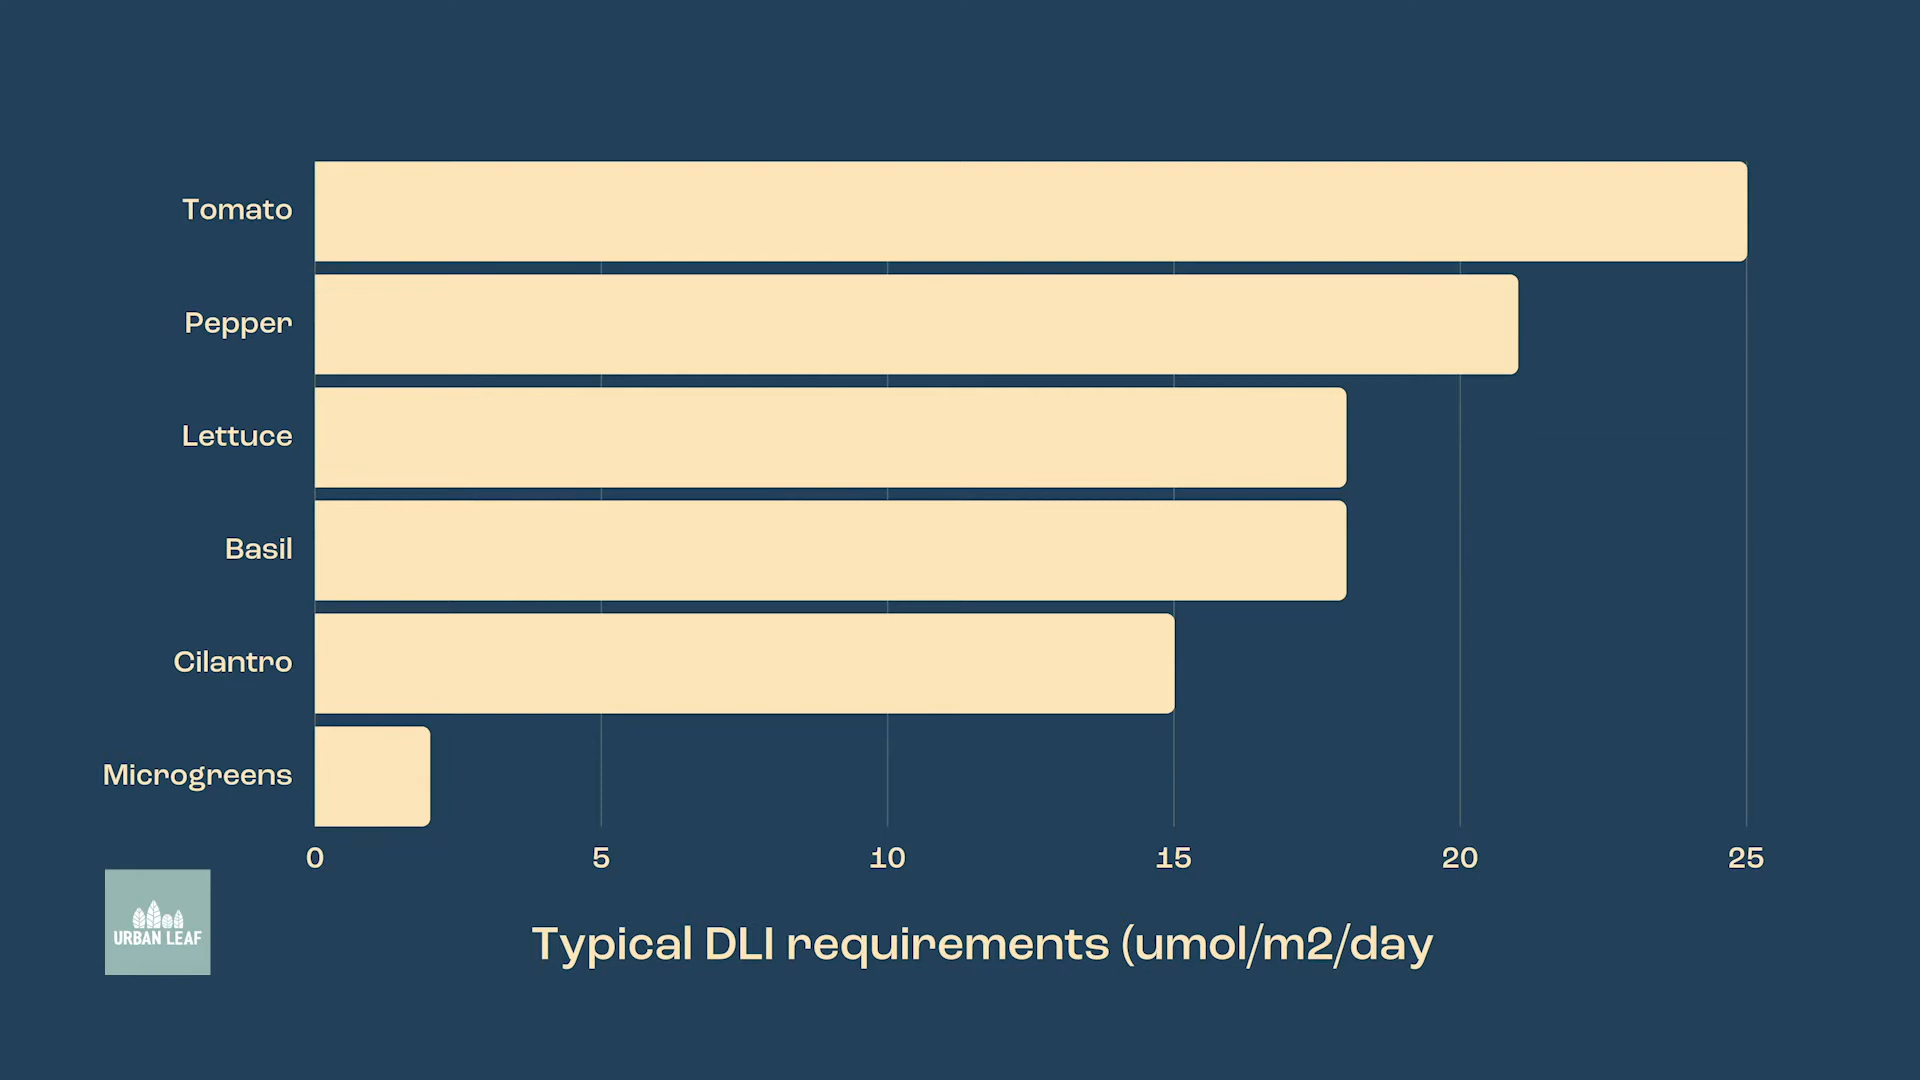 Tomato
Pepper
Lettuce
Basil
Cilantro
Microgreens
0 5 10 15 20 25
URBAN LEAF
Typical DLI requirements (umol/m2/day